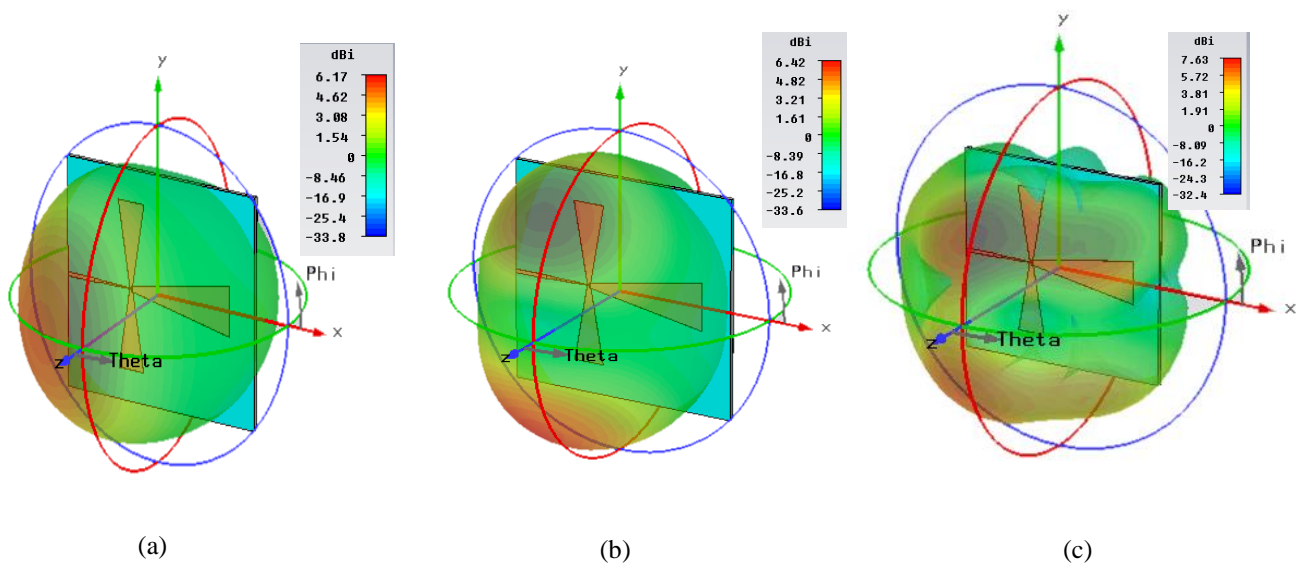 dBi
6.17
4.62
3.08
1.54
0
-8.46
-16.9
-25.4
-33.8
y
Phi
x
z
Theta
(a)
dBi
6.42
4.82
3.21
1.61
0
-8.39
-16.8
-25.2
-33.6
y
Phi
x
z
Theta
(b)
dBi
7.63
5.72
3.81
1.91
0
-8.09
-16.2
-24.3
-32.4
y
Phi
x
z
Theta
(c)